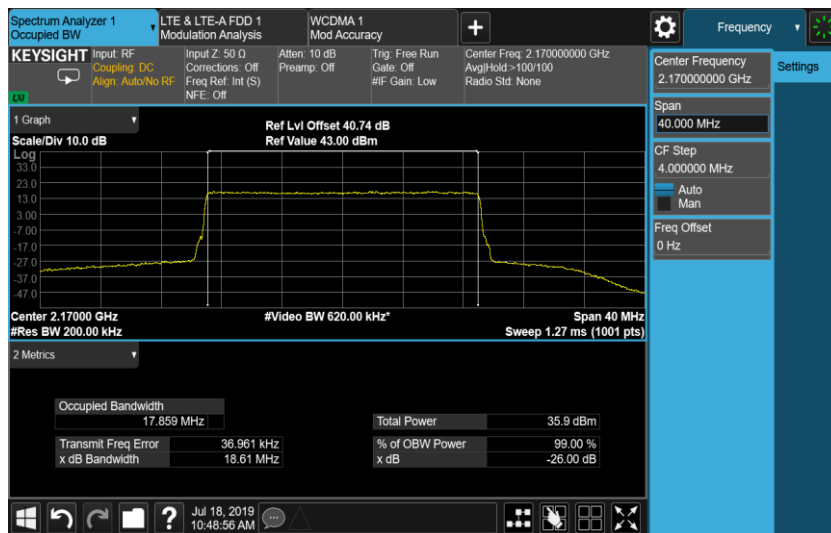 Spectrum Analyzer 1
Occupied BW
LTE & LTE-A FDD 1
Modulation Analysis
WCDMA 1
Mod Accuracy
Frequency
KEYSIGHT
Input: RF
Coupling: DC
Align: Auto/No RF
Input Z: 50 Ω
Corrections: Off
Freq Ref: Int (S)
NFE: Off
Atten: 10 dB
Preamp: Off
Trig: Free Run
Gate: Off
#IF Gain: Low
Center Freq: 2.170000000 GHz
Avg|Hold:>100/100
Radio Std: None
LXI
1 Graph
Scale/Div 10.0 dB
Ref Lvl Offset 40.74 dB
Ref Value 43.00 dBm
Log
33.0
23.0
13.0
3.00
-7.00
-17.0
-27.0
-37.0
-47.0
Center 2.17000 GHz
#Res BW 200.00 kHz
#Video BW 620.00 kHz*
Span 40 MHz
Sweep 1.27 ms (1001 pts)
2 Metrics
Occupied Bandwidth
17.859 MHz
Transmit Freq Error 36.961 kHz
x dB Bandwidth 18.61 MHz
Total Power 35.9 dBm
% of OBW Power 99.00 %
x dB -26.00 dB
Jul 18, 2019
10:48:56 AM
Center Frequency
2.170000000 GHz
Settings
Span
40.000 MHz
CF Step
4.000000 MHz
Auto
Man
Freq Offset
0 Hz